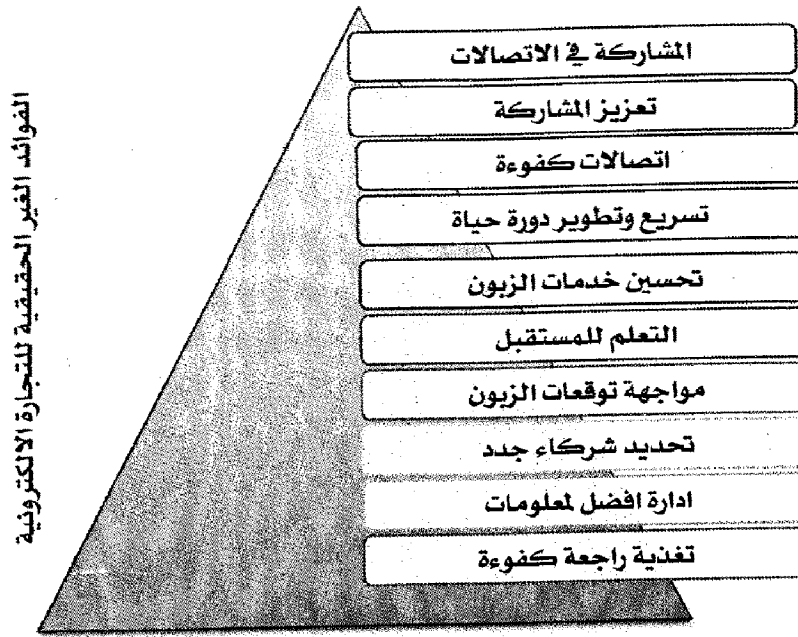 الفوائد الغير الحقيقية للتجارة الالكترونية
المشاركة في الاتصالات
تعزيز المشاركة
اتصالات كفوءة
تسريع وتطوير دورة حياة
تحسين خدمات الزبون
التعلم للمستقبل
مواجهة توقعات الزبون
تحديد شركاء جدد
ادارة افضل لمعلومات
تغذية راجعة كفوءة